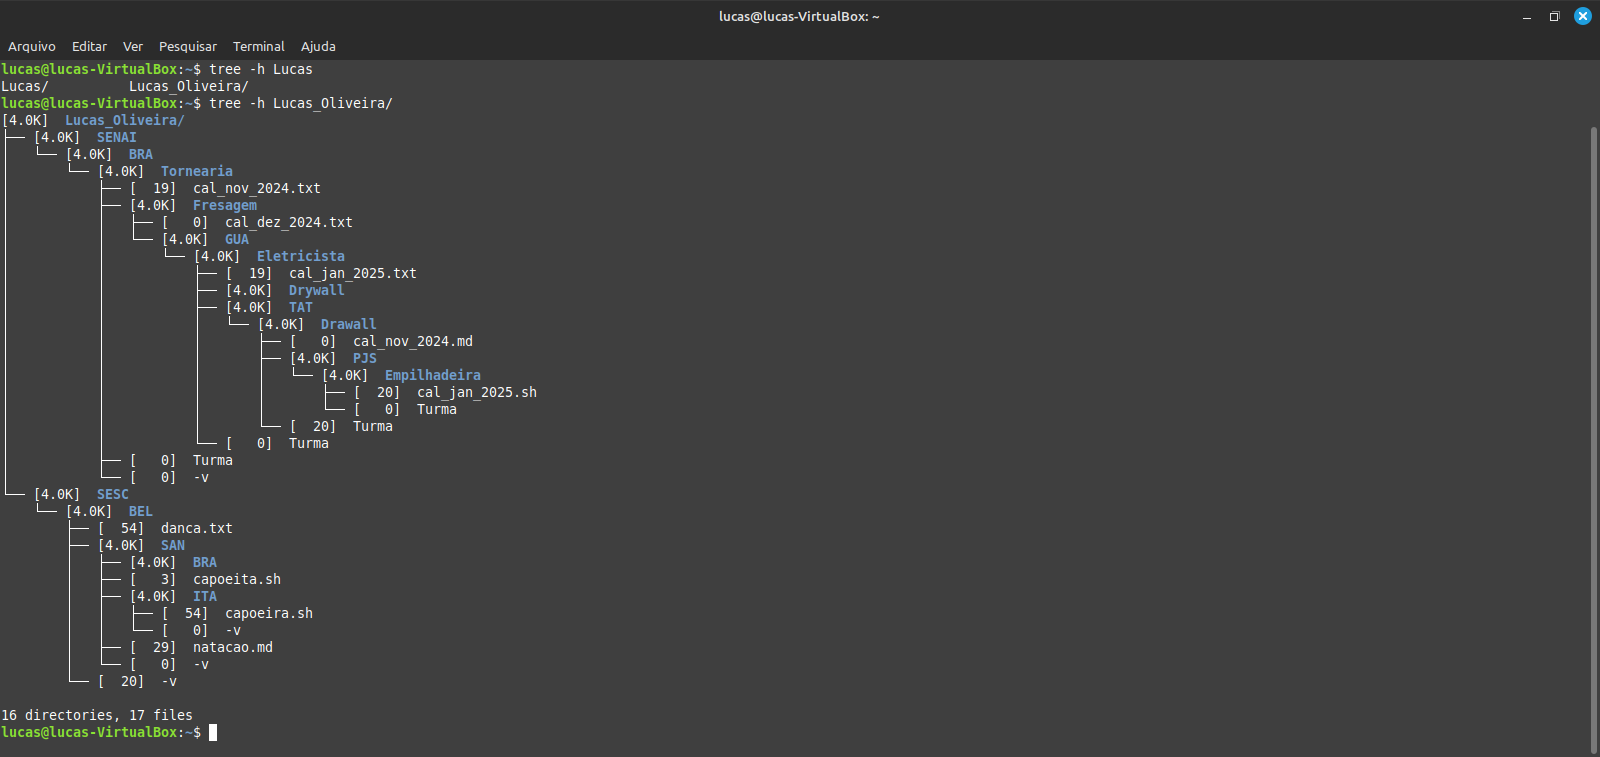 lucas@lucas-VirtualBox: ~
Arquivo Editar Ver Pesquisar Terminal Ajuda
lucas@lucas-VirtualBox:~$ tree -h Lucas
Lucas/          Lucas_Oliveira/
lucas@lucas-VirtualBox:~$ tree -h Lucas_Oliveira/
[4.0K]  Lucas_Oliveira/
├── [4.0K]  SENAI
│   └── [4.0K]  BRA
│       └── [4.0K]  Tornearia
│           ├── [  19]  cal_nov_2024.txt
│           ├── [4.0K]  Fresagem
│           │   ├── [   0]  cal_dez_2024.txt
│           │   └── [4.0K]  GUA
│           │       └── [4.0K]  Eletricista
│           │           ├── [  19]  cal_jan_2025.txt
│           │           ├── [4.0K]  Drywall
│           │           ├── [4.0K]  TAT
│           │           │   └── [4.0K]  Drawall
│           │           │       ├── [   0]  cal_nov_2024.md
│           │           │       ├── [4.0K]  PJS
│           │           │       │   └── [4.0K]  Empilhadeira
│           │           │       │       ├── [  20]  cal_jan_2025.sh
│           │           │       │       └── [   0]  Turma
│           │           │       └── [  20]  Turma
│           │           └── [   0]  Turma
│           ├── [   0]  Turma
│           └── [   0]  -v
└── [4.0K]  SESC
    └── [4.0K]  BEL
        ├── [  54]  danca.txt
        ├── [4.0K]  SAN
        │   ├── [4.0K]  BRA
        │   ├── [   3]  capoeita.sh
        │   ├── [4.0K]  ITA
        │   │   ├── [  54]  capoeira.sh
        │   │   └── [   0]  -v
        │   ├── [  29]  natacao.md
        │   └── [   0]  -v
        └── [  20]  -v
16 directories, 17 files
lucas@lucas-VirtualBox:~$